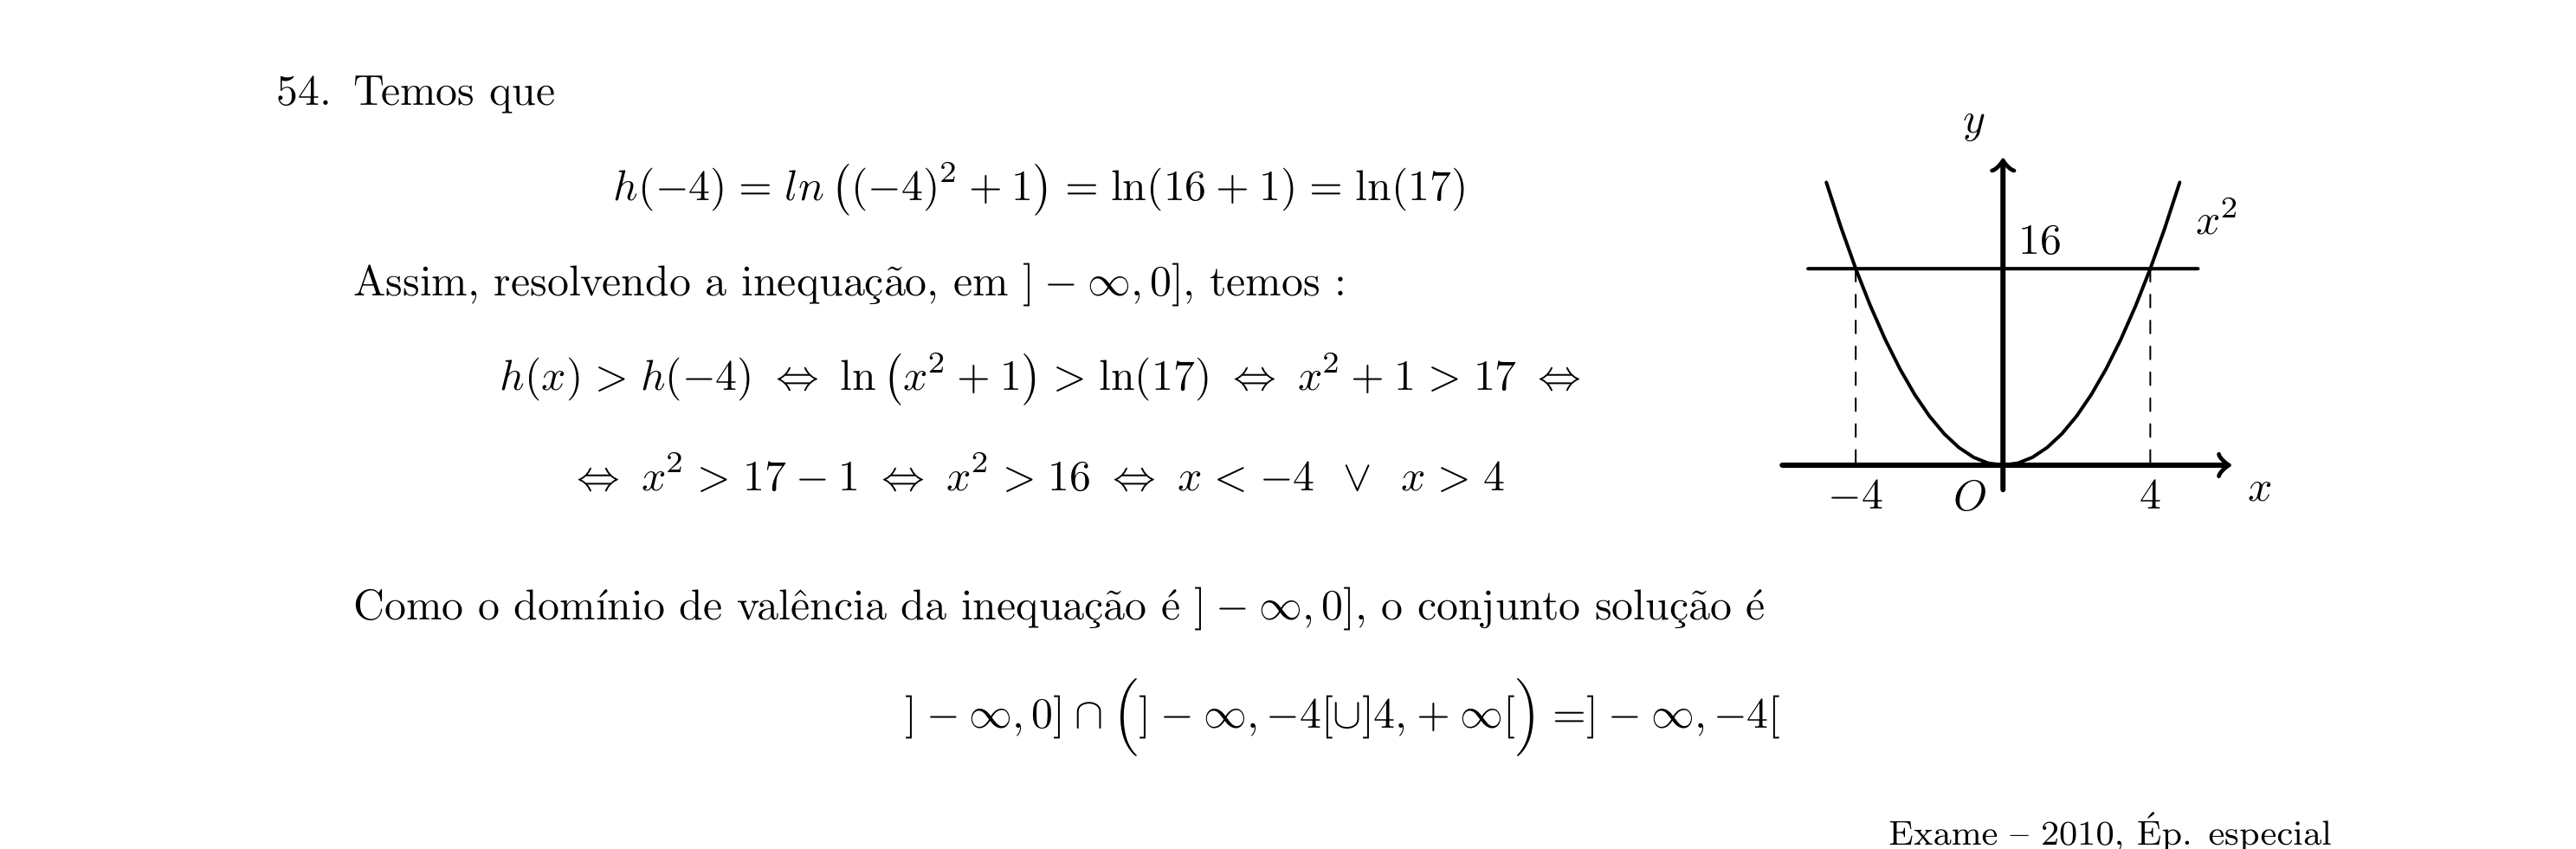 54. Temos que
h(−4) = ln ((−4)² + 1) = ln(16 + 1) = ln(17)
Assim, resolvendo a inequação, em ] − ∞, 0], temos :
h(x) > h(−4) ⇔ ln (x² + 1) > ln(17) ⇔ x² + 1 > 17 ⇔
⇔ x² > 17 − 1 ⇔ x² > 16 ⇔ x < −4 ∨ x > 4
y
x²
16
−4
O
4
x
Como o domínio de valência da inequação é ] − ∞, 0], o conjunto solução é
] − ∞, 0] ∩ (] − ∞, −4[∪]4, + ∞[) =] − ∞, −4[
Exame – 2010, Ép. especial